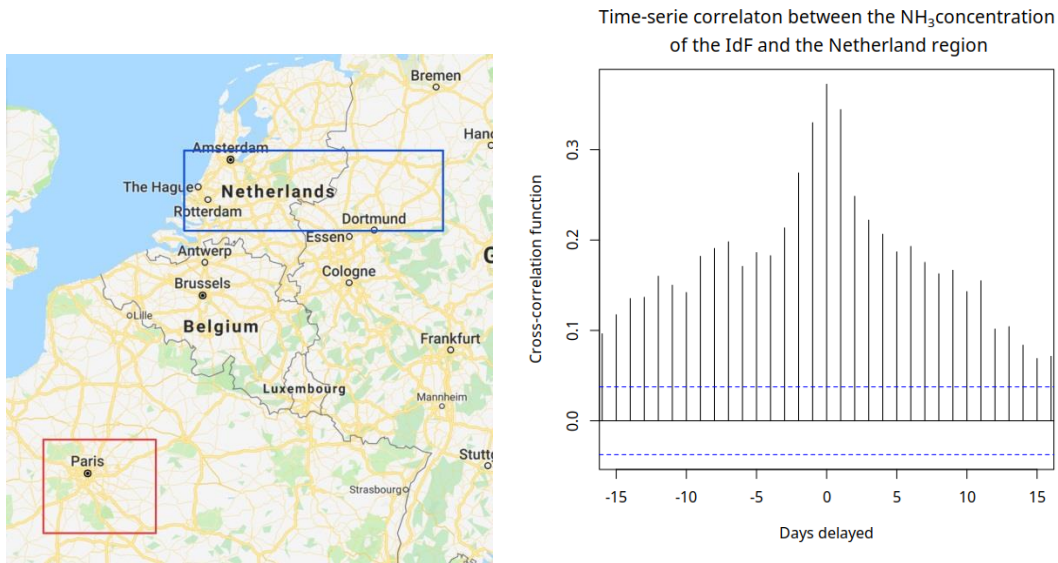 Bremen
Hano
Amsterdam
The Hague
Netherlands
Rotterdam
Dortmund
Essen
Antwerp
G
Cologne
Brussels
Lille
Belgium
Frankfurt
Luxembourg
Mannheim
Paris
Stuttg
Strasbourg
Time-serie correlaton between the NH₃concentration
of the IdF and the Netherland region
Cross-correlation function
0.3
0.2
0.1
0.0
-15 -10 -5 0 5 10 15
Days delayed